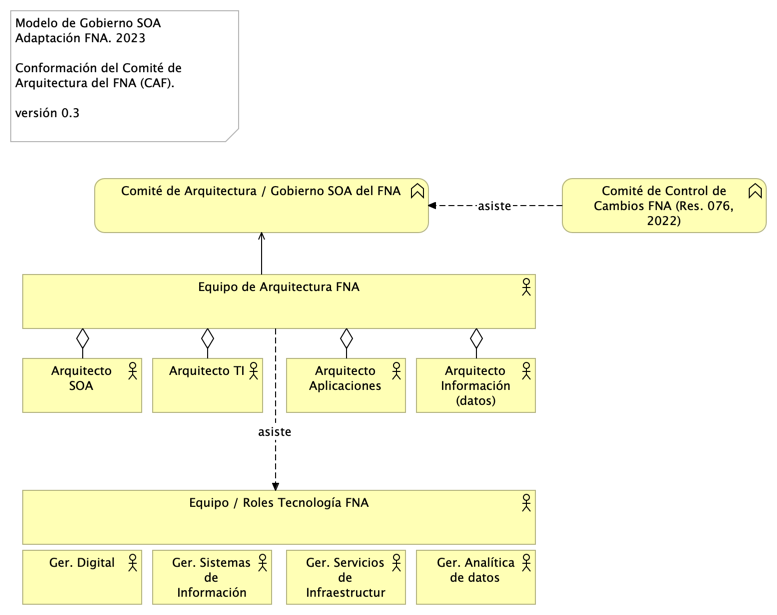 Modelo de Gobierno SOA
Adaptación FNA. 2023
Conformación del Comité de
Arquitectura del FNA (CAF).
versión 0.3
Comité de Arquitectura / Gobierno SOA del FNA
asiste
Comité de Control de
Cambios FNA (Res. 076,
2022)
Equipo de Arquitectura FNA
Arquitecto
SOA
Arquitecto TI
Arquitecto
Aplicaciones
Arquitecto
Información
(datos)
asiste
Equipo / Roles Tecnología FNA
Ger. Digital
Ger. Sistemas
de
Información
Ger. Servicios
de
Infraestructur
Ger. Analítica
de datos